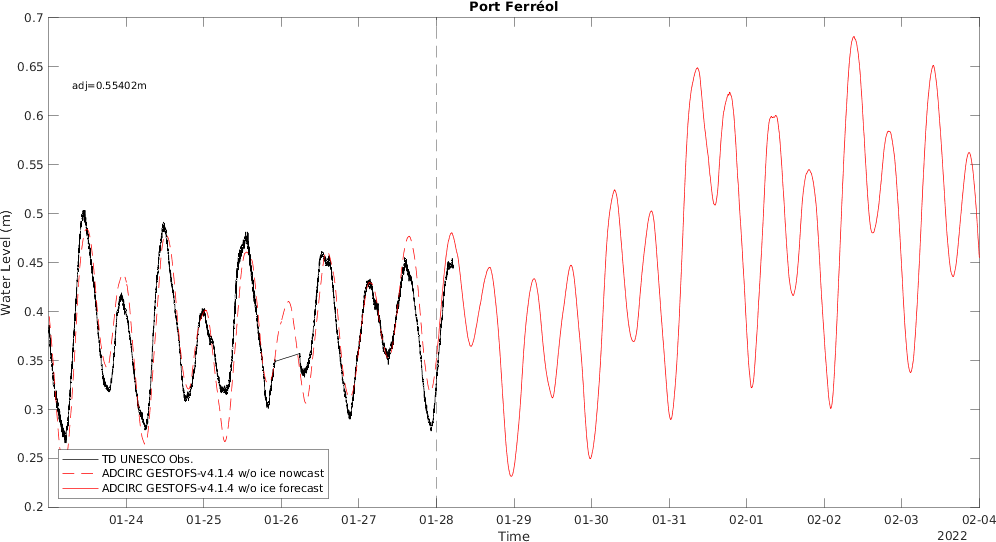 Port Ferréol
0.7
0.65
0.6
0.55
0.5
0.45
0.4
0.35
0.3
0.25
0.2
Water Level (m)
adj=0.55402m
TD UNESCO Obs.
ADCIRC GESTOFS-v4.1.4 w/o ice nowcast
ADCIRC GESTOFS-v4.1.4 w/o ice forecast
01-24 01-25 01-26 01-27 01-28 01-29 01-30 01-31 02-01 02-02 02-03 02-04
Time
2022